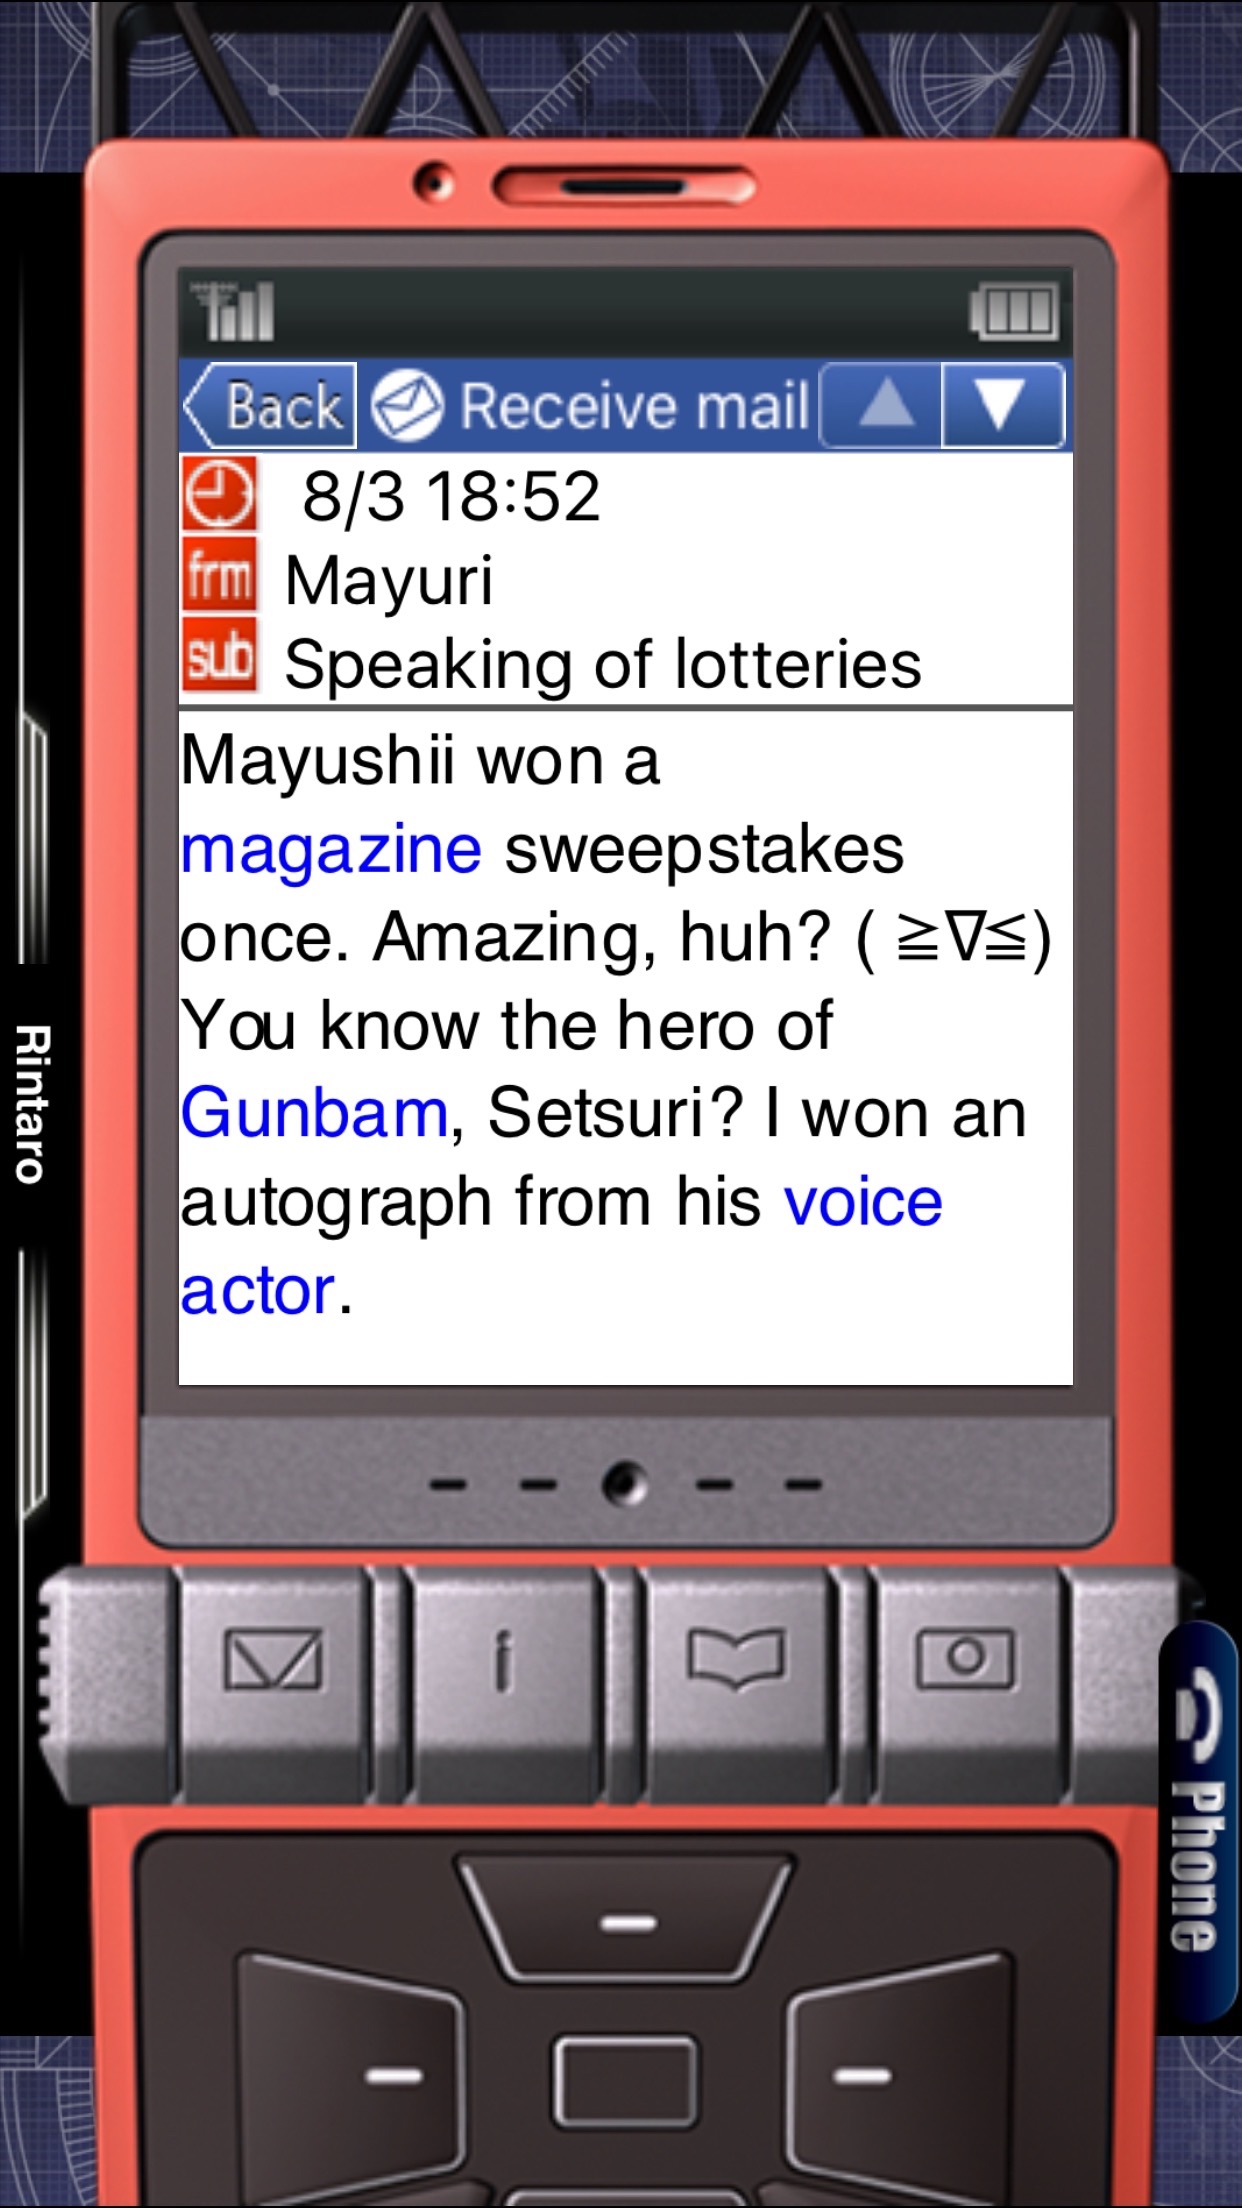 Back Receive mail
8/3 18:52
frm Mayuri
sub Speaking of lotteries
Mayushii won a
magazine sweepstakes
once. Amazing, huh? ( ≧∇≦)
You know the hero of
Gunbam, Setsuri? I won an
autograph from his voice
actor.
Rintaro
i
Phone